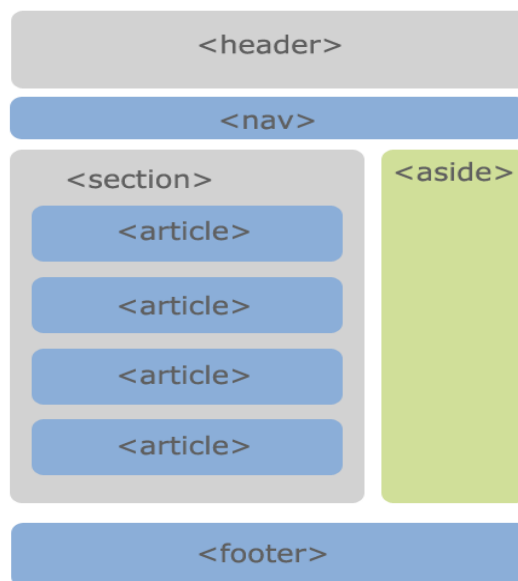 <header>
<nav>
<section>
<aside>
<article>
<article>
<article>
<article>
<footer>